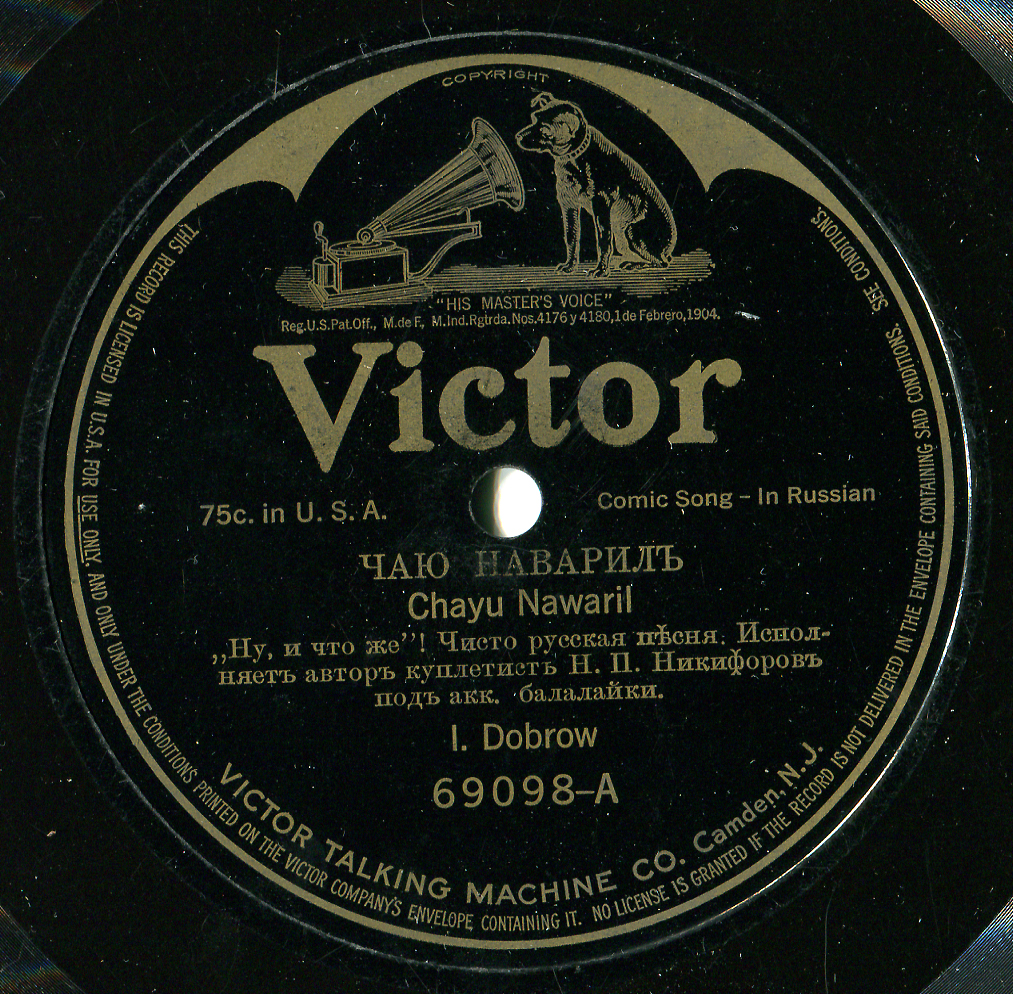 COPYRIGHT
"HIS MASTER'S VOICE"
Reg.U.S.Pat.Off., M.de F., M.Ind.Rgtrda.Nos.4176 y 4180,1 de Febrero,1904.
Victor
75c. in U. S. A.
Comic Song – In Russian
ЧАЮ НАВАРИЛЪ
Chayu Nawaril
„Ну, и что же”! Чисто русская пѣсня. Испол-
няетъ авторъ куплетистъ Н. П. Никифоровъ
подъ акк. балалайки.
I. Dobrow
69098–A
VICTOR TALKING MACHINE CO. Camden, N. J.
THIS RECORD IS LICENSED IN U.S.A. FOR USE ONLY, AND ONLY UNDER THE CONDITIONS PRINTED ON THE VICTOR COMPANY'S ENVELOPE CONTAINING IT. NO LICENSE IS GRANTED IF THE RECORD IS NOT DELIVERED IN THE ENVELOPE CONTAINING SAID CONDITIONS. SEE CONDITIONS.